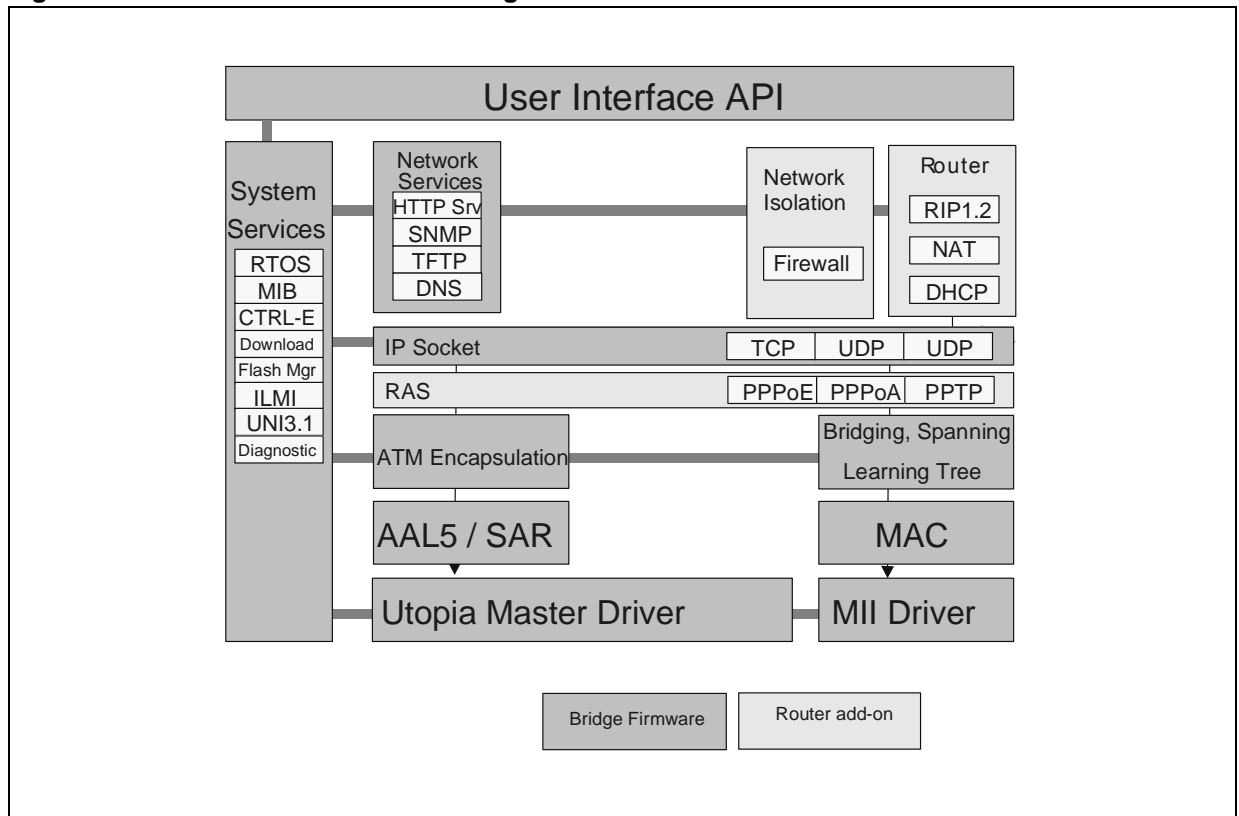 User Interface API
System
Services
RTOS
MIB
CTRL-E
Download
Flash Mgr
ILMI
UNI3.1
Diagnostic
Network
Services
HTTP Srv
SNMP
TFTP
DNS
Network
Isolation
Firewall
Router
RIP1.2
NAT
DHCP
IP Socket
TCP
UDP
UDP
RAS
PPPoE
PPPoA
PPTP
ATM Encapsulation
Bridging, Spanning
Learning Tree
AAL5 / SAR
MAC
Utopia Master Driver
MII Driver
Bridge Firmware
Router add-on